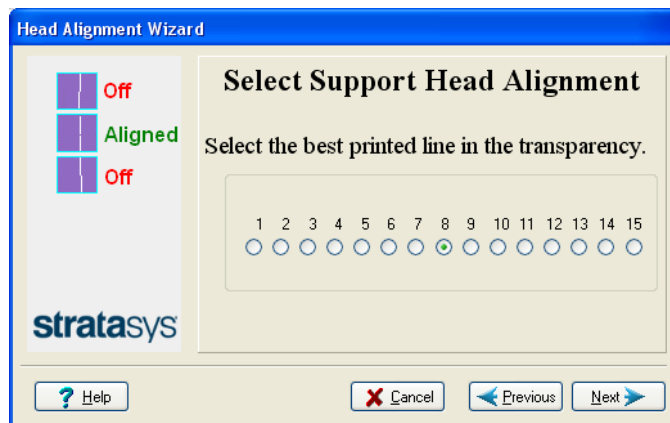 Head Alignment Wizard
Off
Aligned
Off
stratasys
Select Support Head Alignment
Select the best printed line in the transparency.
1 2 3 4 5 6 7 8 9 10 11 12 13 14 15
? Help
Cancel
Previous
Next